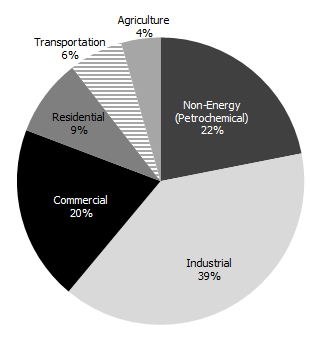 Agriculture
4%
Transportation
6%
Non-Energy
(Petrochemical)
22%
Residential
9%
Commercial
20%
Industrial
39%